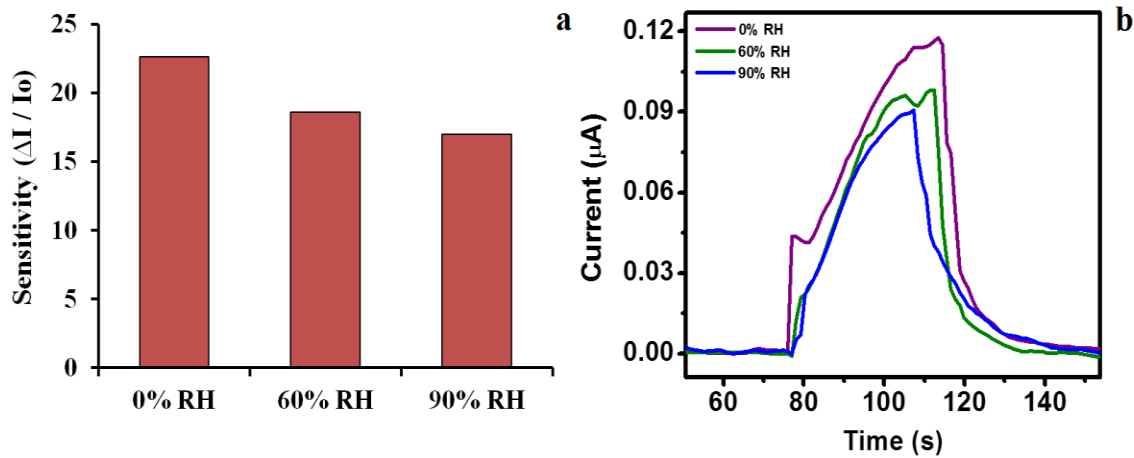 a
Sensitivity (ΔI / Io)
25
20
15
10
5
0
0% RH 60% RH 90% RH
b
0% RH
60% RH
90% RH
Current (μA)
0.12
0.09
0.06
0.03
0.00
60 80 100 120 140
Time (s)